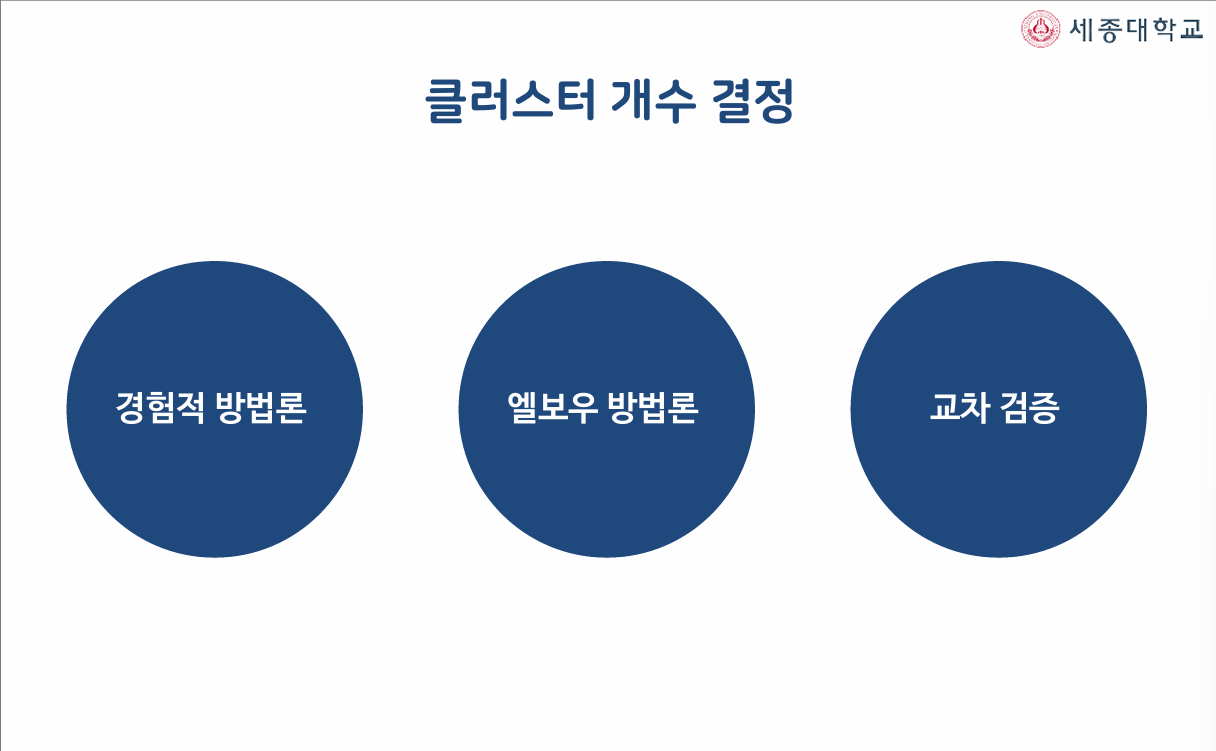 세종대학교
클러스터 개수 결정
경험적 방법론
엘보우 방법론
교차 검증